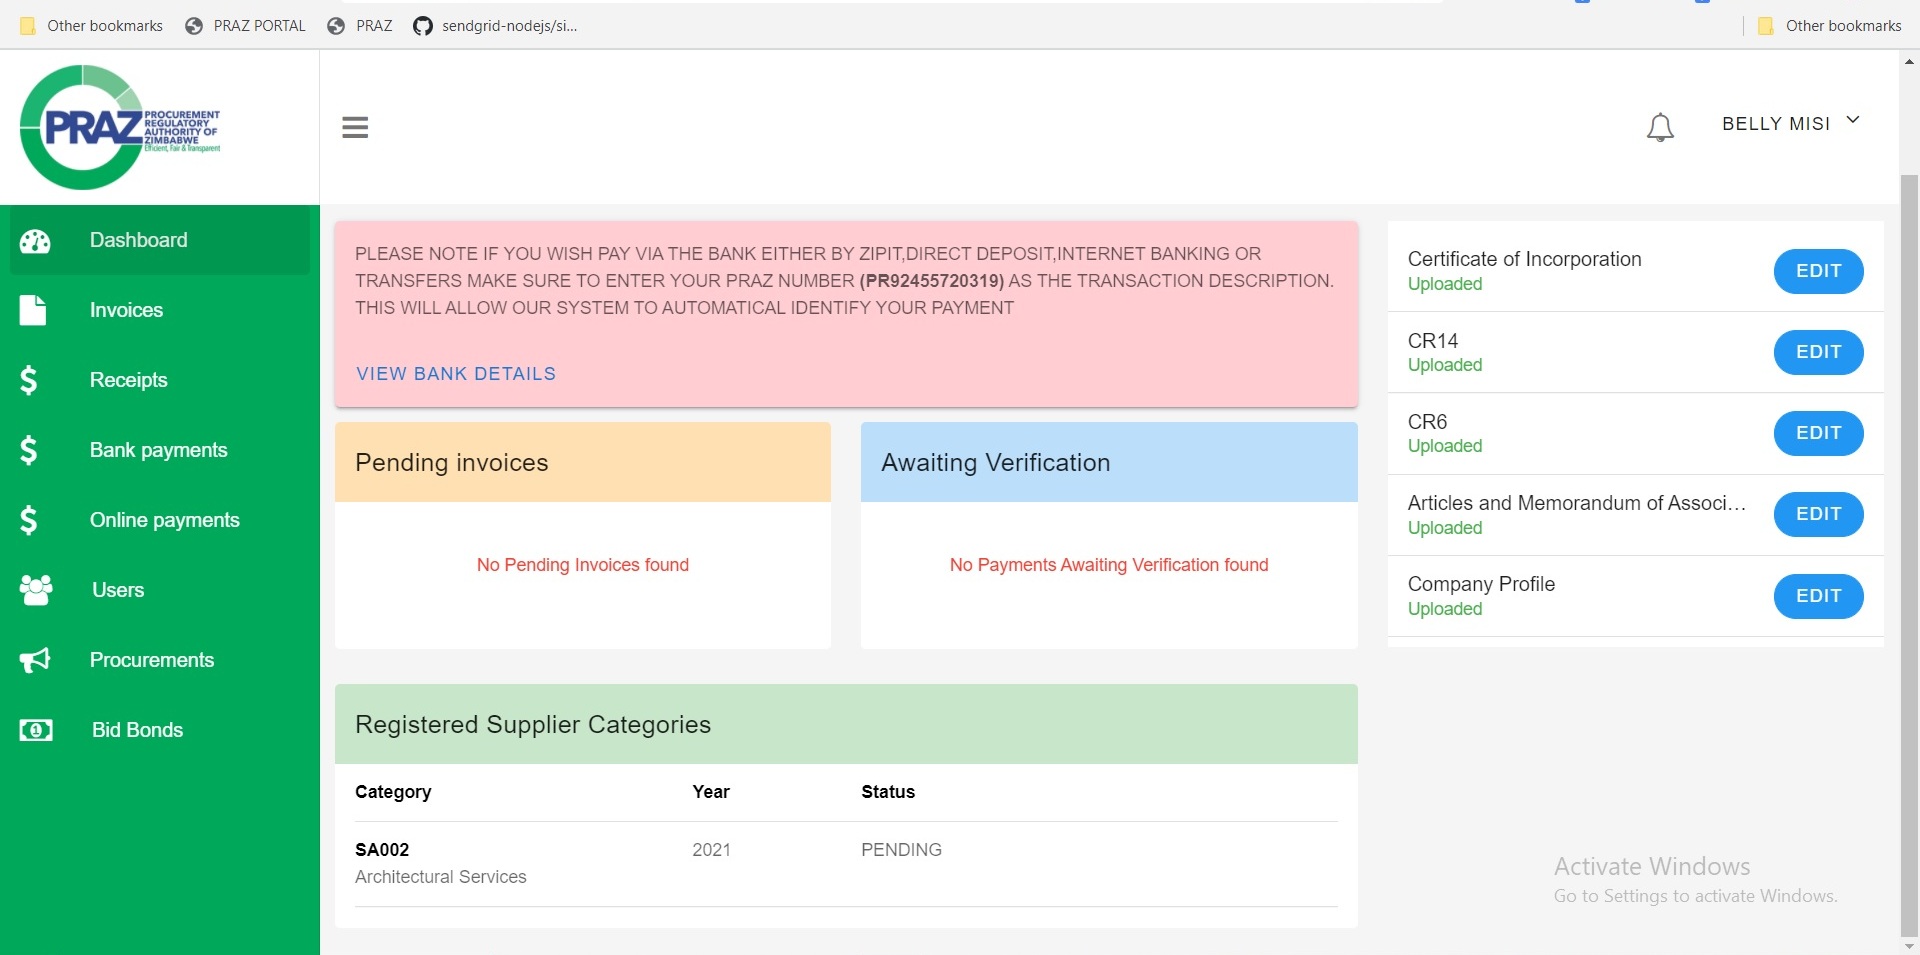 Other bookmarks
PRAZ PORTAL
PRAZ
sendgrid-nodejs/si...
Other bookmarks
PRAZ
PROCUREMENT
REGULATORY
AUTHORITY OF
ZIMBABWE
Efficient, Fair & Transparent
BELLY MISI
Dashboard
Invoices
Receipts
Bank payments
Online payments
Users
Procurements
Bid Bonds
PLEASE NOTE IF YOU WISH PAY VIA THE BANK EITHER BY ZIPIT,DIRECT DEPOSIT,INTERNET BANKING OR
TRANSFERS MAKE SURE TO ENTER YOUR PRAZ NUMBER (PR92455720319) AS THE TRANSACTION DESCRIPTION.
THIS WILL ALLOW OUR SYSTEM TO AUTOMATICAL IDENTIFY YOUR PAYMENT
VIEW BANK DETAILS
Pending invoices
No Pending Invoices found
Awaiting Verification
No Payments Awaiting Verification found
Registered Supplier Categories
Category Year Status
SA002 2021 PENDING
Architectural Services
Certificate of Incorporation
Uploaded
EDIT
CR14
Uploaded
EDIT
CR6
Uploaded
EDIT
Articles and Memorandum of Associ...
Uploaded
EDIT
Company Profile
Uploaded
EDIT
Activate Windows
Go to Settings to activate Windows.